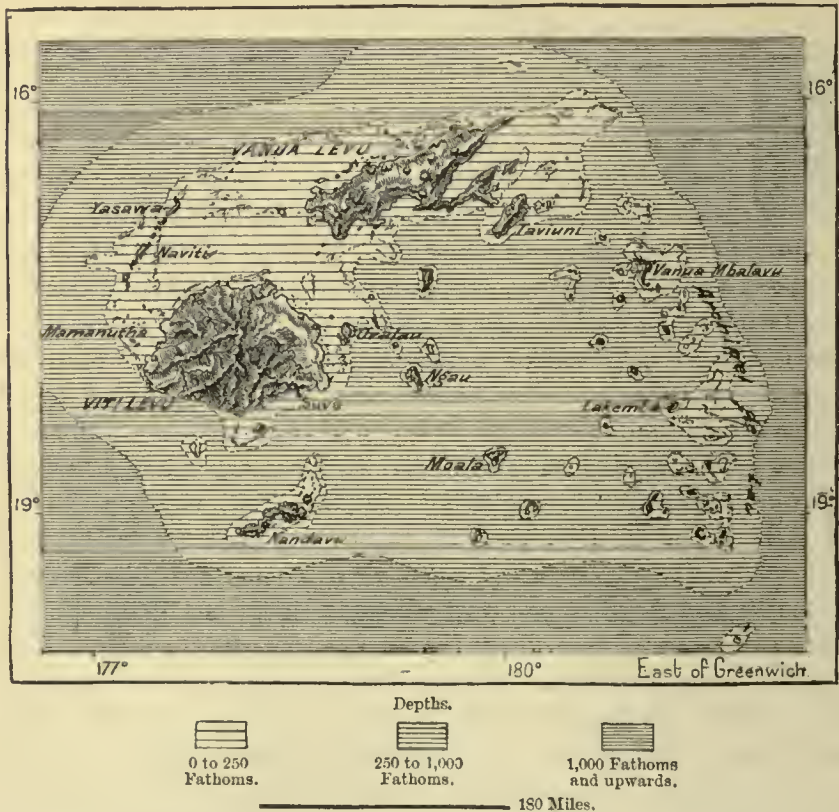 16°
16°
VANUA LEVU
Yasawa
Taviuni
Naviti
Vanua Mbalavu
Mamanutha
Ovalau
Ngau
VITI LEVU
Suva
Lakemba
Moala
19°
19°
Kandavu
177°
180°
East of Greenwich.
Depths.
0 to 250
Fathoms.
250 to 1,000
Fathoms.
1,000 Fathoms
and upwards.
180 Miles.